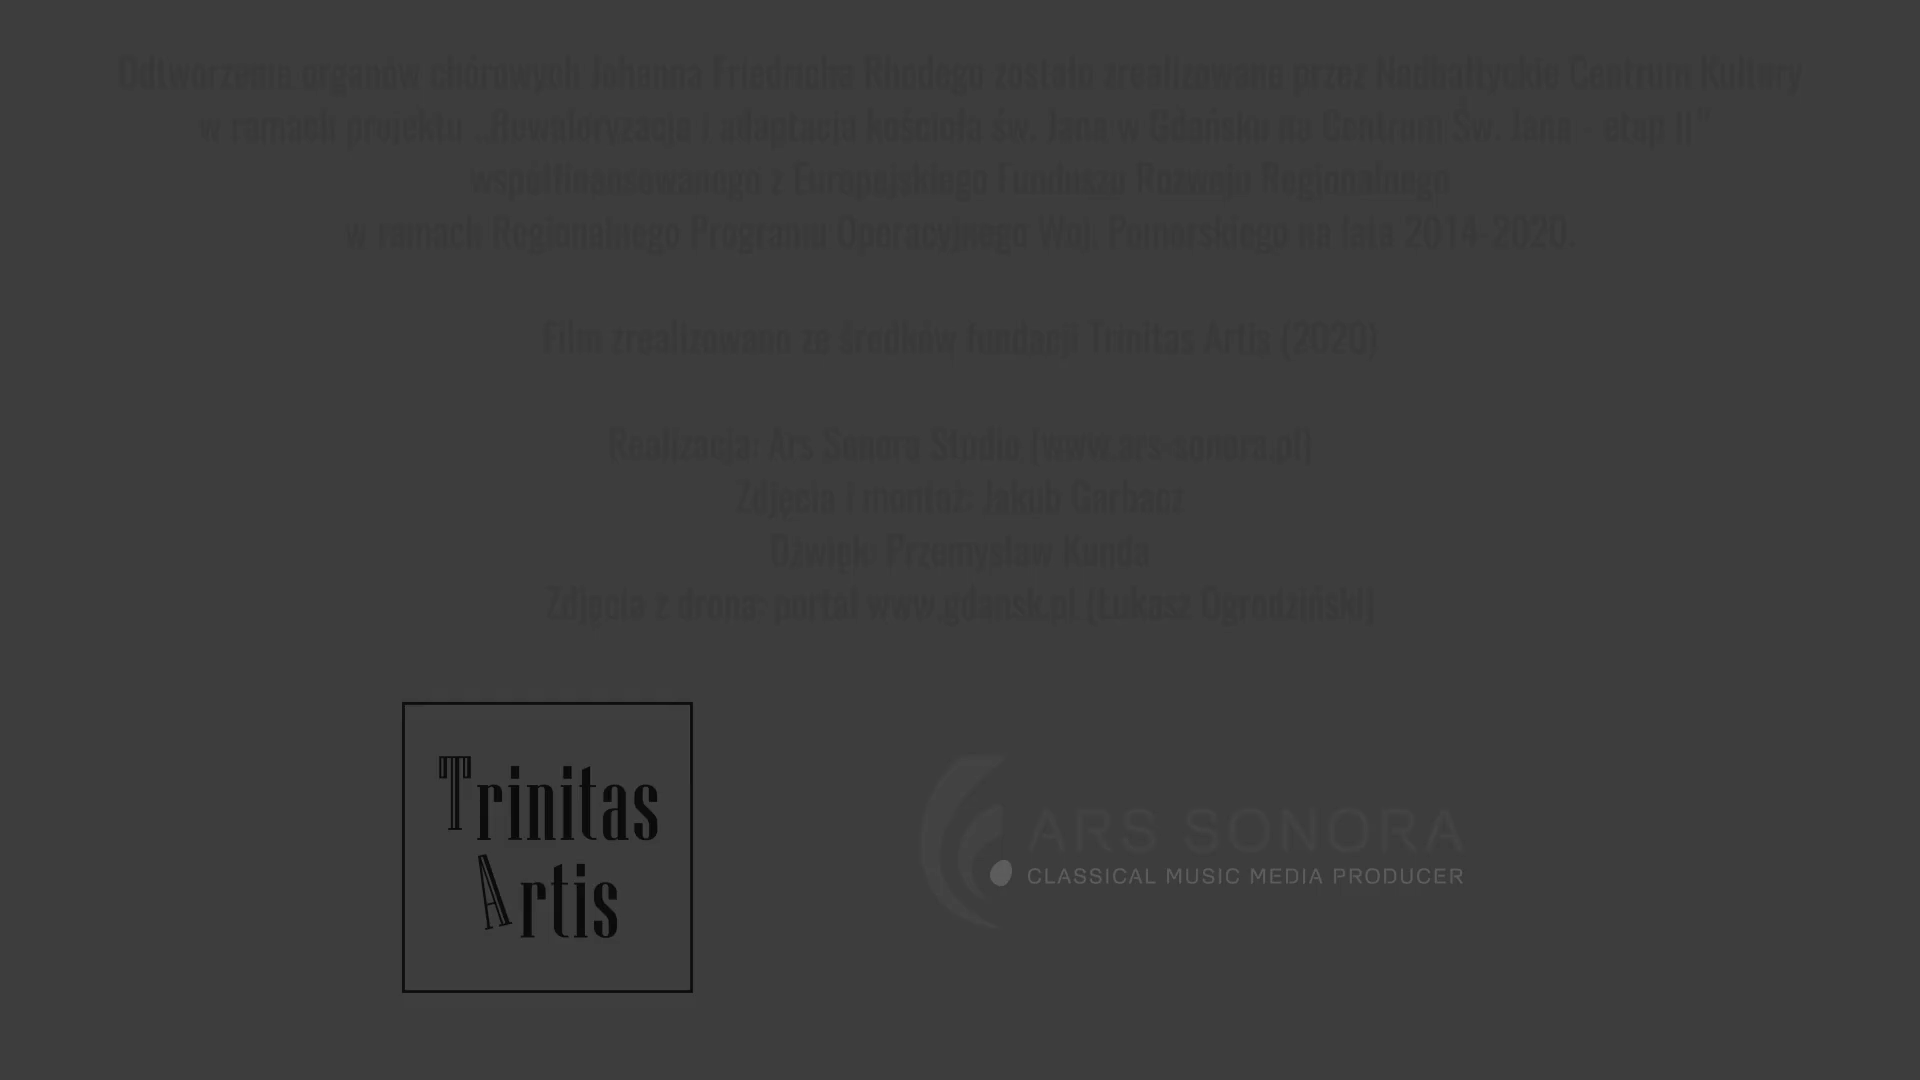 Odtworzenie organów chórowych Johanna Friedricha Rhodego zostało zrealizowane przez Nadbałtyckie Centrum Kultury
w ramach projektu „Rewaloryzacja i adaptacja kościoła św. Jana w Gdańsku na Centrum Św. Jana - etap II"
współfinansowanego z Europejskiego Funduszu Rozwoju Regionalnego
w ramach Regionalnego Programu Operacyjnego Woj. Pomorskiego na lata 2014-2020.
Film zrealizowano ze środków fundacji Trinitas Artis (2020)
Realizacja: Ars Sonora Studio (www.ars-sonora.pl)
Zdjęcia i montaż: Jakub Garbacz
Dźwięk: Przemysław Kunda
Zdjęcia z drona: portal www.gdansk.pl (Łukasz Ogrodziński)
Trinitas
Artis
ARS SONORA
CLASSICAL MUSIC MEDIA PRODUCER